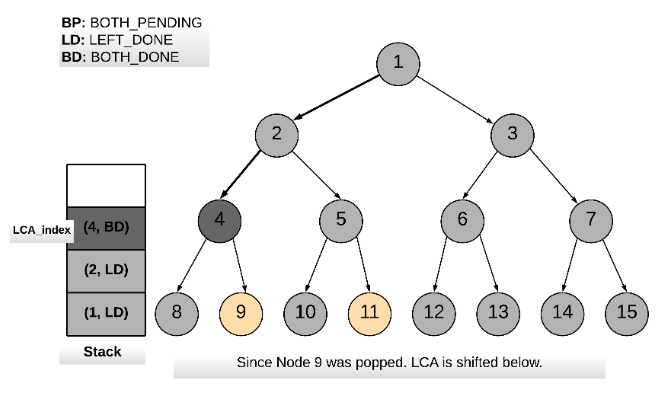 BP: BOTH_PENDING
LD: LEFT_DONE
BD: BOTH_DONE
1
2
3
4
5
6
7
LCA_index
(4, BD)
(2, LD)
(1, LD)
8
9
10
11
12
13
14
15
Stack
Since Node 9 was popped. LCA is shifted below.